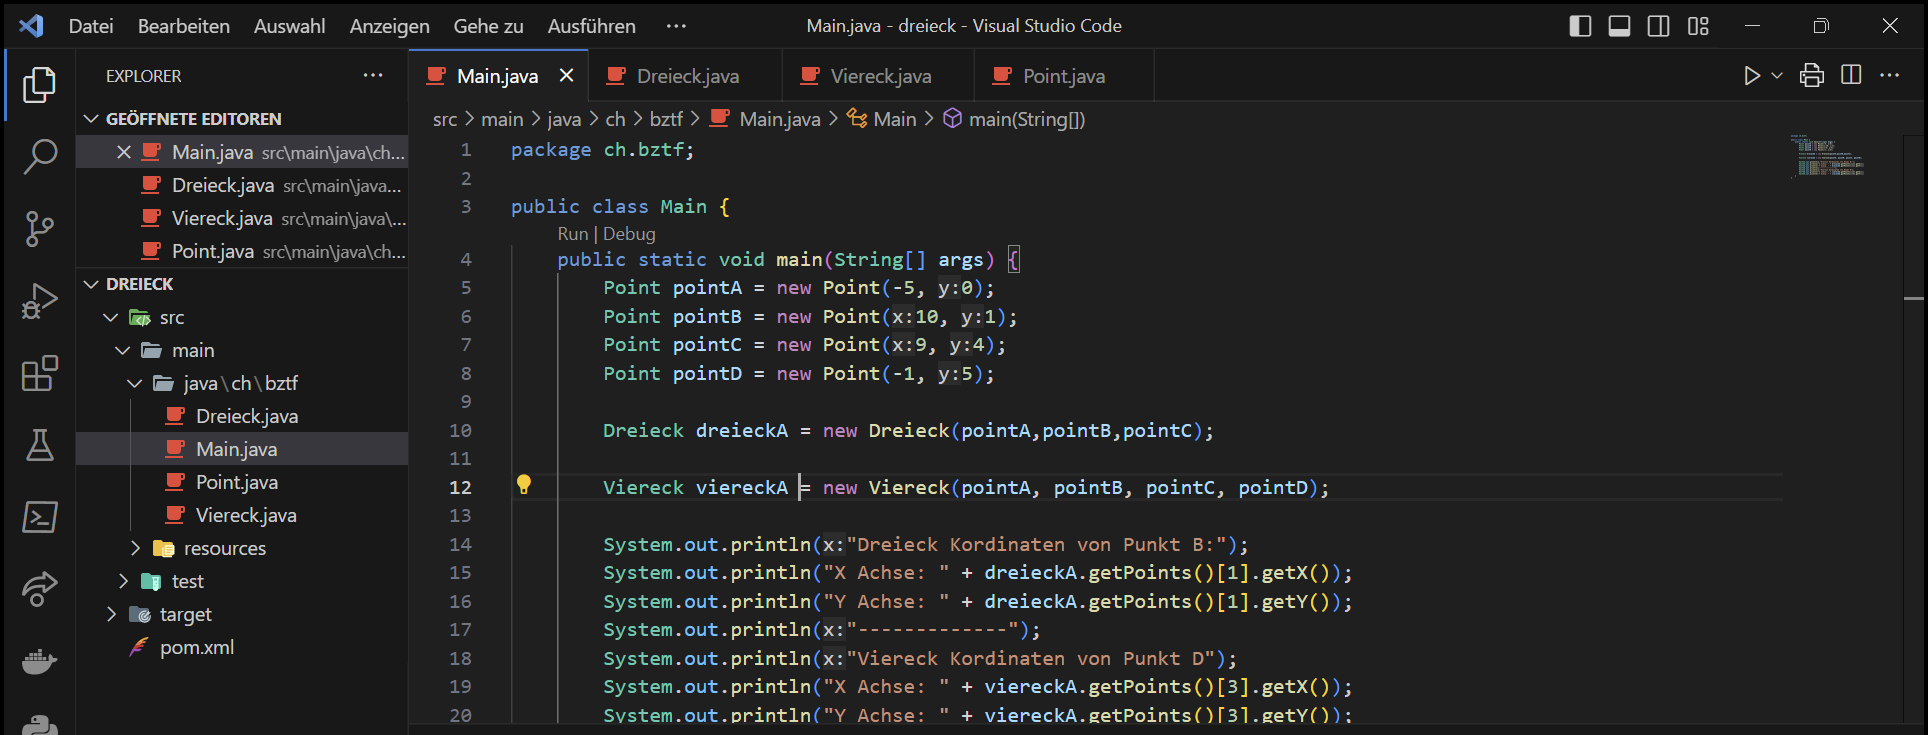 Datei Bearbeiten Auswahl Anzeigen Gehe zu Ausführen ··· Main.java - dreieck - Visual Studio Code
EXPLORER ···
GEÖFFNETE EDITOREN
Main.java src\main\java\ch...
Dreieck.java src\main\java...
Viereck.java src\main\java\...
Point.java src\main\java\ch...
DREIECK
src
main
java\ch\bztf
Dreieck.java
Main.java
Point.java
Viereck.java
resources
test
target
pom.xml
Main.java Dreieck.java Viereck.java Point.java
src > main > java > ch > bztf > Main.java > Main > main(String[])
1 package ch.bztf;
2
3 public class Main {
Run | Debug
4 public static void main(String[] args) {
5 Point pointA = new Point(-5, y:0);
6 Point pointB = new Point(x:10, y:1);
7 Point pointC = new Point(x:9, y:4);
8 Point pointD = new Point(-1, y:5);
9
10 Dreieck dreieckA = new Dreieck(pointA,pointB,pointC);
11
12 Viereck viereckA = new Viereck(pointA, pointB, pointC, pointD);
13
14 System.out.println(x:"Dreieck Kordinaten von Punkt B:");
15 System.out.println("X Achse: " + dreieckA.getPoints()[1].getX());
16 System.out.println("Y Achse: " + dreieckA.getPoints()[1].getY());
17 System.out.println(x:"-------------");
18 System.out.println(x:"Viereck Kordinaten von Punkt D");
19 System.out.println("X Achse: " + viereckA.getPoints()[3].getX());
20 System.out.println("Y Achse: " + viereckA.getPoints()[3].getY());